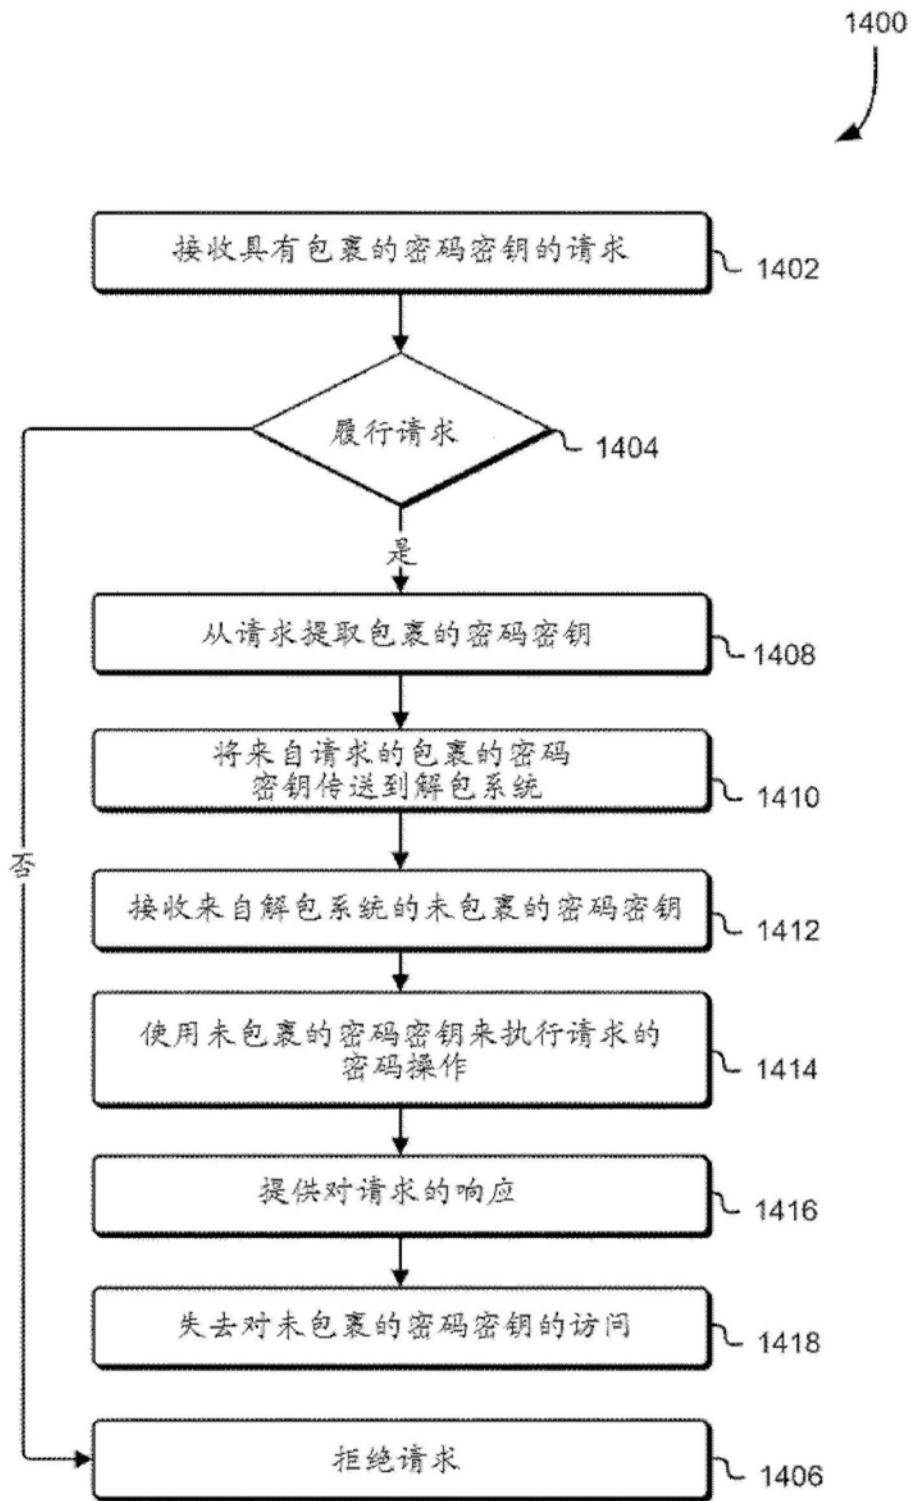 1400
接收具有包裹的密码密钥的请求
1402
履行请求
1404
是
从请求提取包裹的密码密钥
1408
将来自请求的包裹的密码
密钥传送到解包系统
1410
否
接收来自解包系统的未包裹的密码密钥
1412
使用未包裹的密码密钥来执行请求的
密码操作
1414
提供对请求的响应
1416
失去对未包裹的密码密钥的访问
1418
拒绝请求
1406